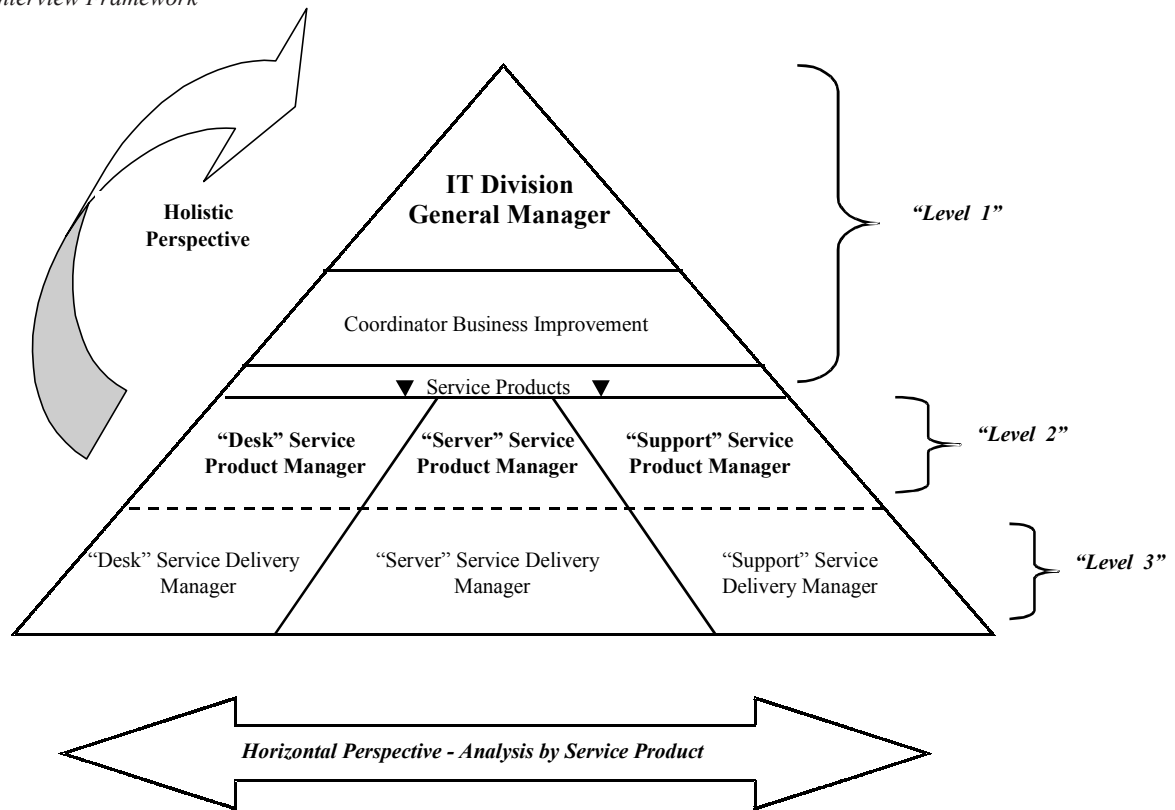 Interview Framework
IT Division
General Manager
Holistic
Perspective
“Level 1”
Coordinator Business Improvement
Service Products
“Desk” Service
Product Manager
“Server” Service
Product Manager
“Support” Service
Product Manager
“Level 2”
“Desk” Service Delivery
Manager
“Server” Service Delivery
Manager
“Support” Service
Delivery Manager
“Level 3”
Horizontal Perspective - Analysis by Service Product